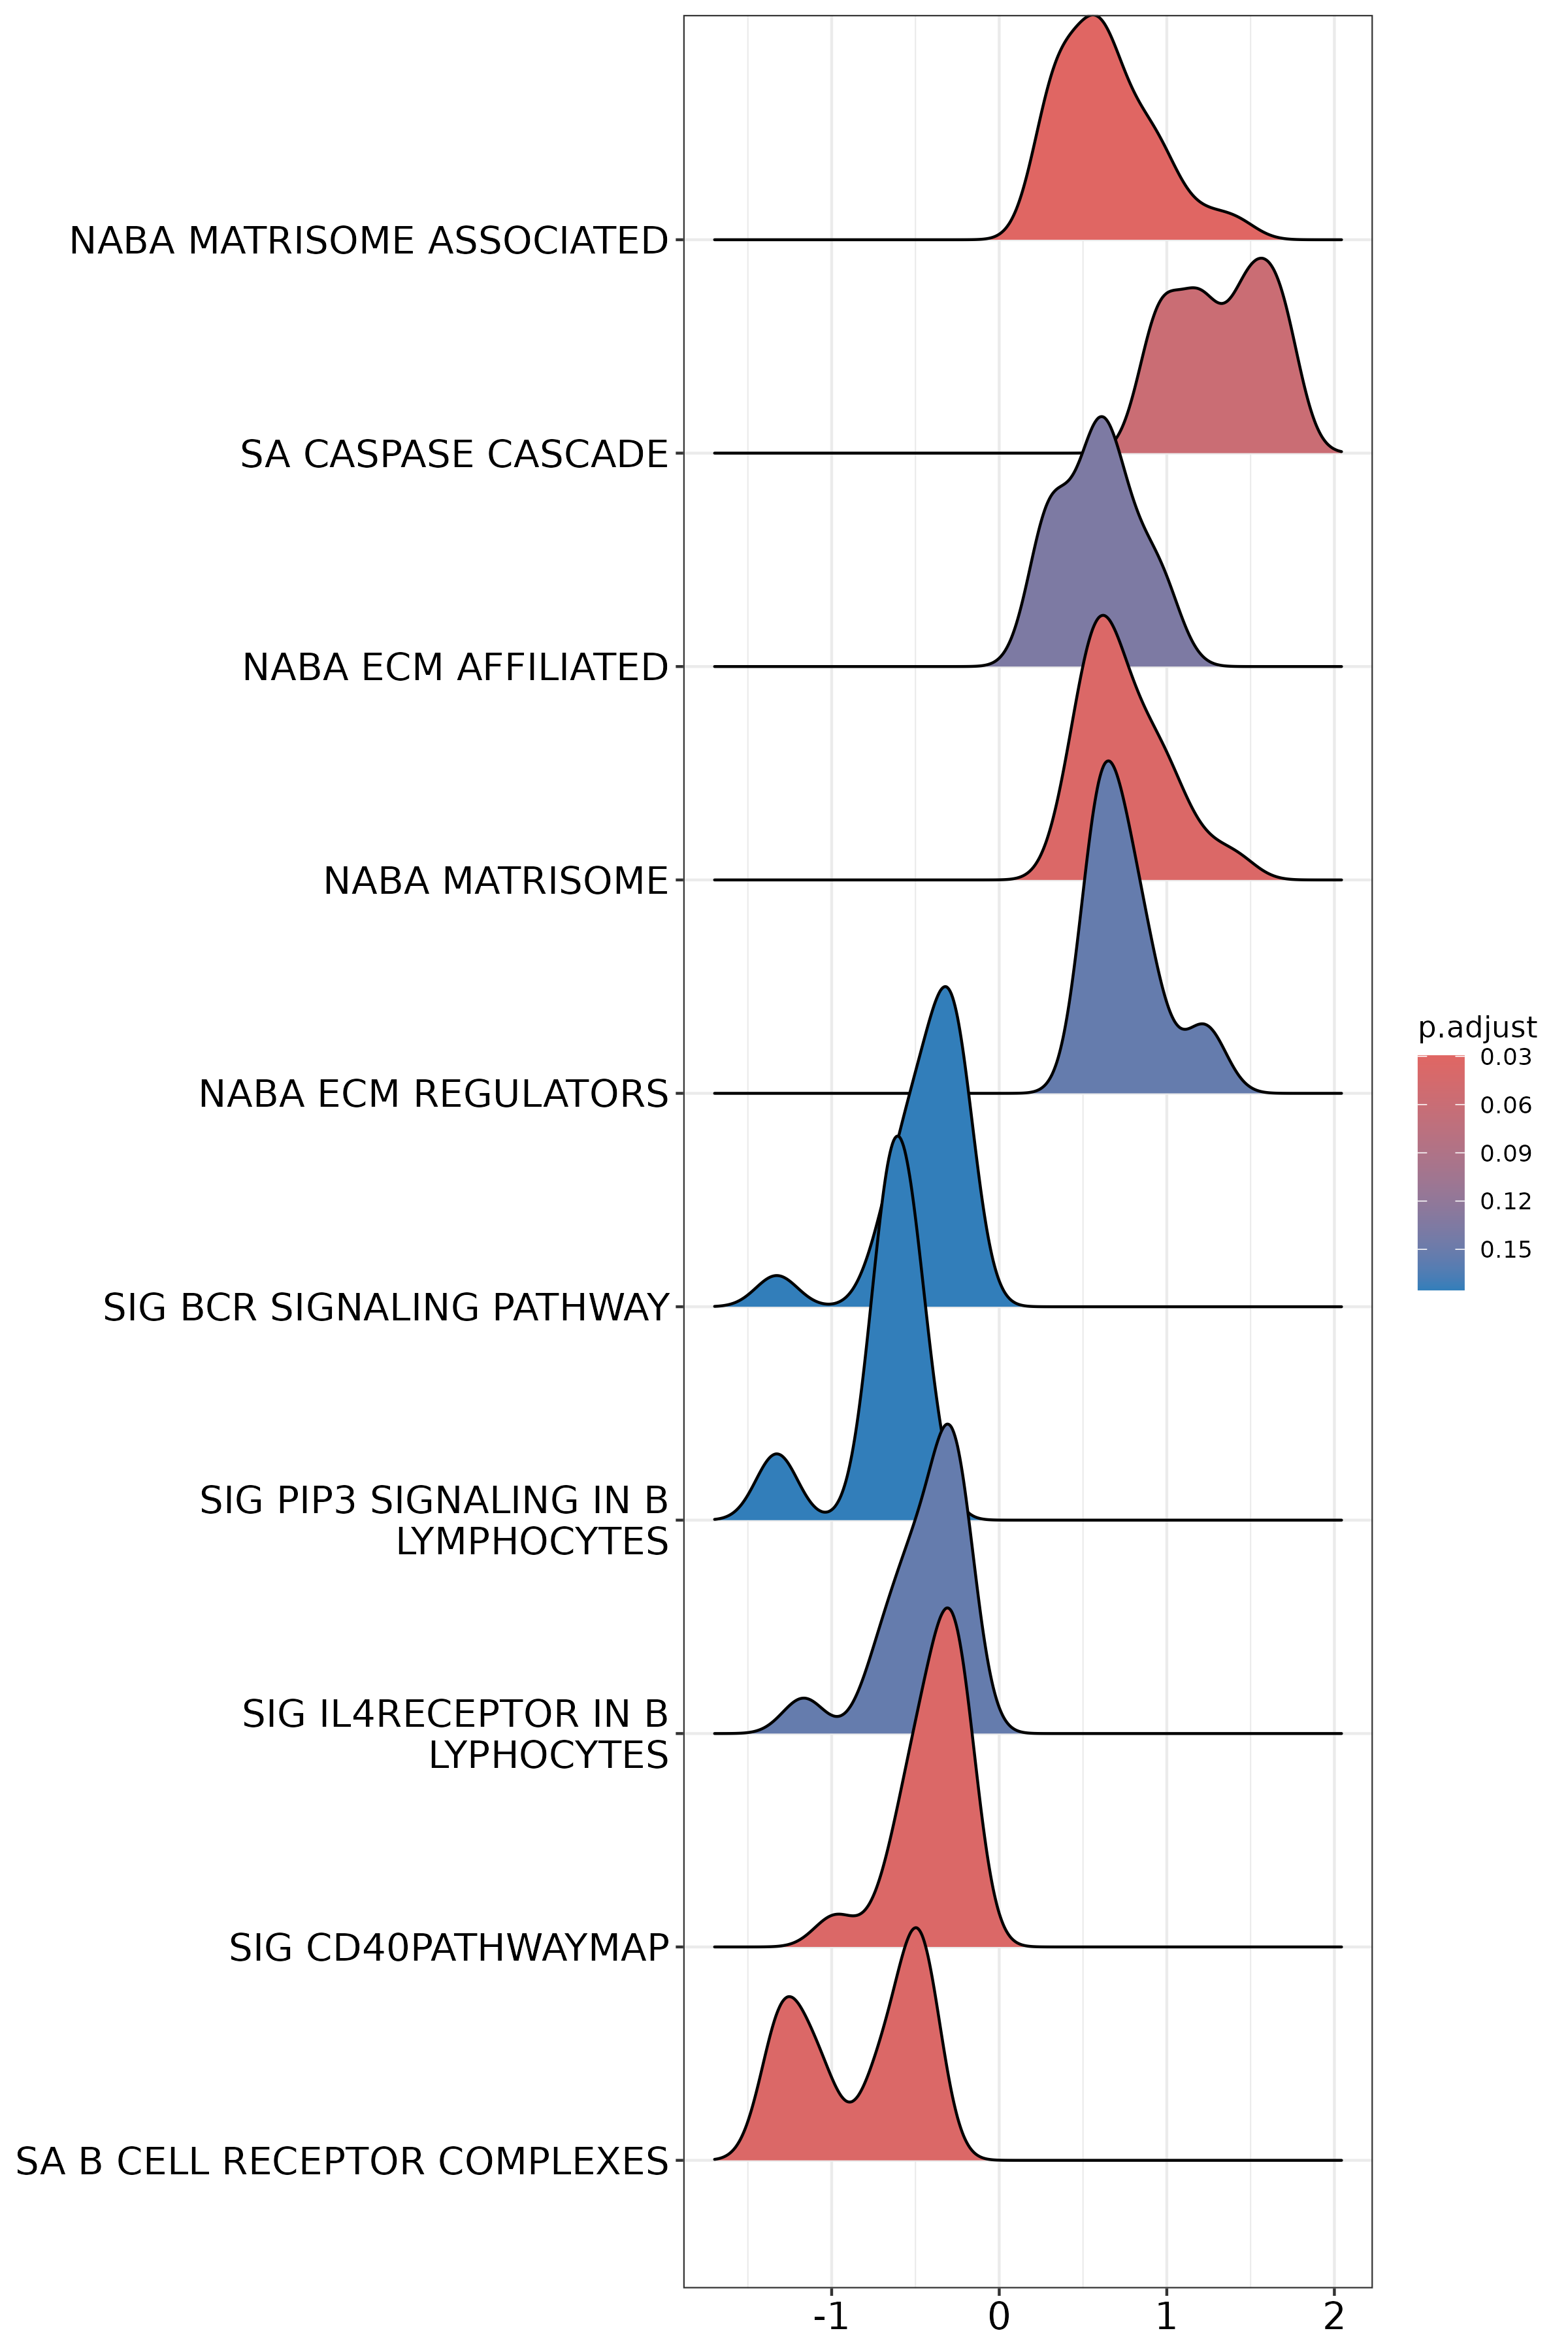 NABA MATRISOME ASSOCIATED
SA CASPASE CASCADE
NABA ECM AFFILIATED
NABA MATRISOME
NABA ECM REGULATORS
SIG BCR SIGNALING PATHWAY
SIG PIP3 SIGNALING IN B
LYMPHOCYTES
SIG IL4RECEPTOR IN B
LYPHOCYTES
SIG CD40PATHWAYMAP
SA B CELL RECEPTOR COMPLEXES
-1 0 1 2
p.adjust
0.03
0.06
0.09
0.12
0.15